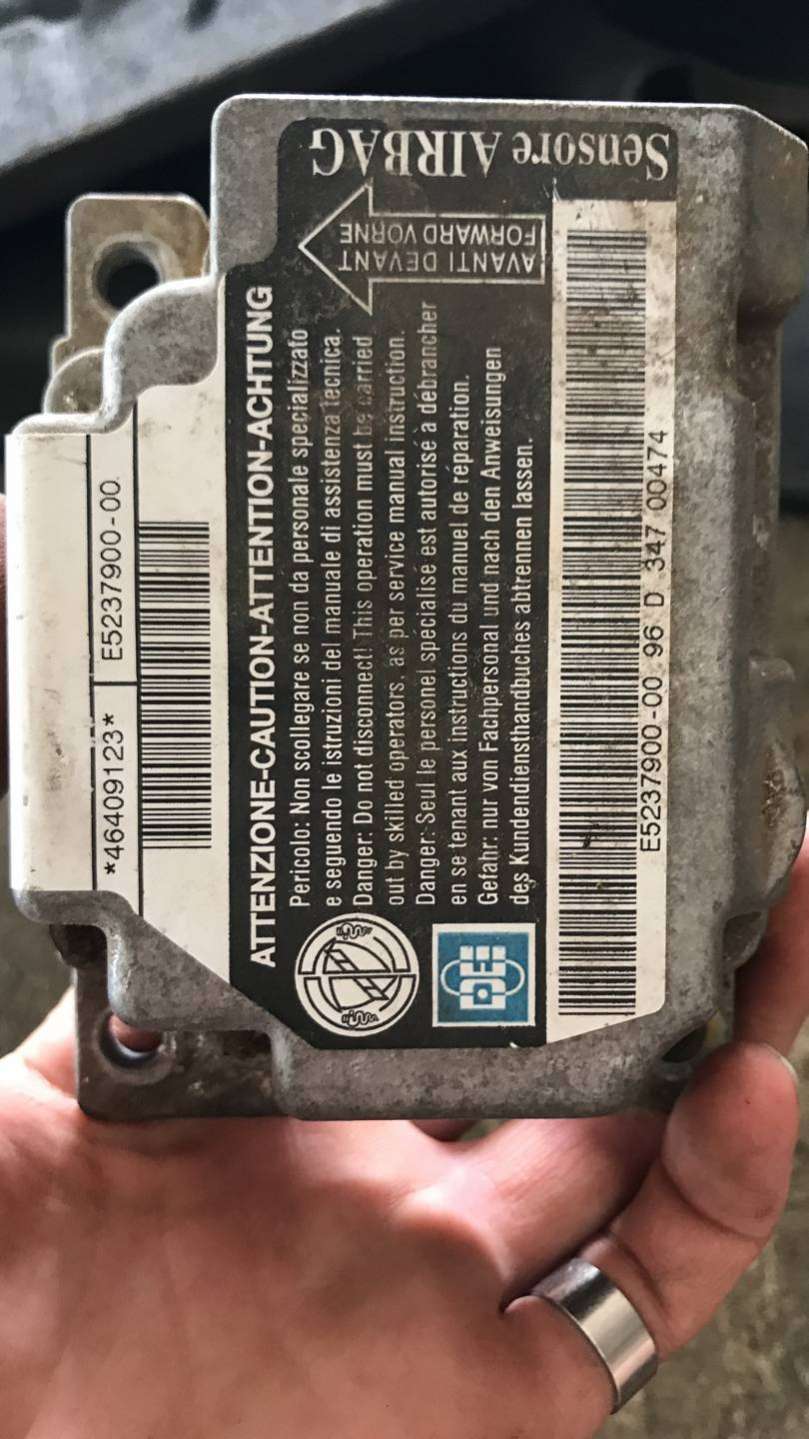 Sensore AIRBAG
AVANTI DEVANT
FORWARD VORNE
*46409123*
E5237900-00
ATTENZIONE-CAUTION-ATTENTION-ACHTUNG
Pericolo: Non scollegare se non da personale specializzato
e seguendo le istruzioni del manuale di assistenza tecnica.
Danger: Do not disconnect! This operation must be carried
out by skilled operators, as per service manual instruction.
Danger: Seul le personel spécialisé est autorisé à débrancher
en se tenant aux instructions du manuel de réparation.
Gefahr: nur von Fachpersonal und nach den Anweisungen
des Kundendiensthandbuches abtrennen lassen.
E5237900-00 96 D 347 00474